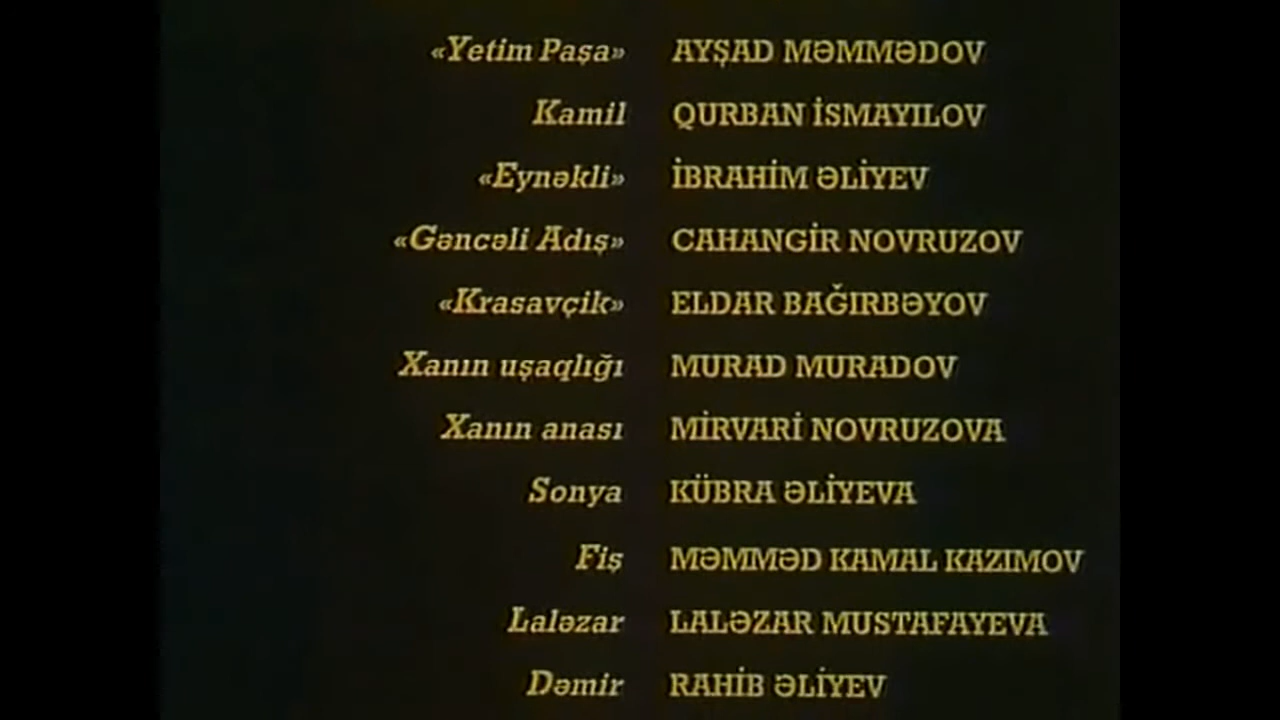 «Yetim Paşa» AYŞAD MƏMMƏDOV
Kamil QURBAN İSMAYILOV
«Eynəkli» İBRAHİM ƏLİYEV
«Gəncəli Adış» CAHANGİR NOVRUZOV
«Krasavçik» ELDAR BAĞIRBƏYOV
Xanın uşaqlığı MURAD MURADOV
Xanın anası MİRVARİ NOVRUZOVA
Sonya KÜBRA ƏLİYEVA
Fiş MƏMMƏD KAMAL KAZIMOV
Laləzar LALƏZAR MUSTAFAYEVA
Dəmir RAHİB ƏLİYEV